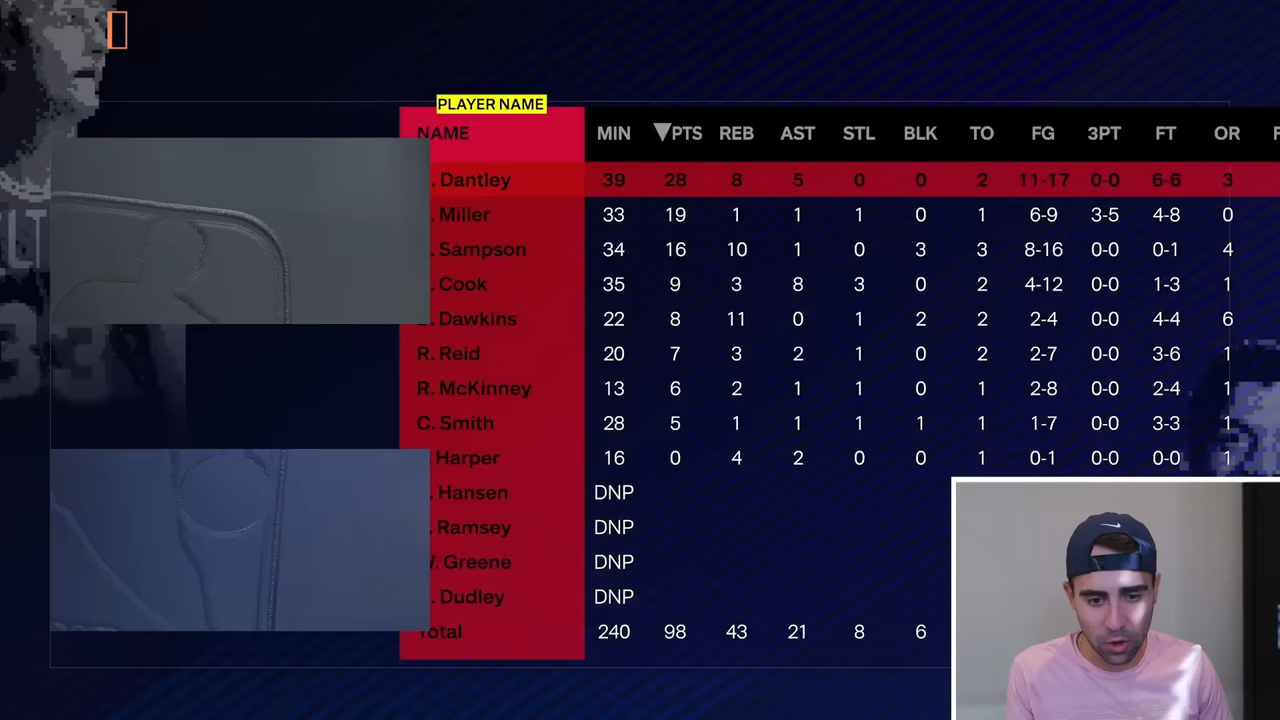 PLAYER NAME
NAME MIN PTS REB AST STL BLK TO FG 3PT FT OR
. Dantley 39 28 8 5 0 0 2 11-17 0-0 6-6 3
. Miller 33 19 1 1 1 0 1 6-9 3-5 4-8 0
. Sampson 34 16 10 1 0 3 3 8-16 0-0 0-1 4
. Cook 35 9 3 8 3 0 2 4-12 0-0 1-3 1
. Dawkins 22 8 11 0 1 2 2 2-4 0-0 4-4 6
R. Reid 20 7 3 2 1 0 2 2-7 0-0 3-6 1
R. McKinney 13 6 2 1 1 0 1 2-8 0-0 2-4 1
C. Smith 28 5 1 1 1 1 1 1-7 0-0 3-3 1
Harper 16 0 4 2 0 0 1 0-1 0-0 0-0 1
. Hansen DNP
. Ramsey DNP
. Greene DNP
. Dudley DNP
Total 240 98 43 21 8 6
33